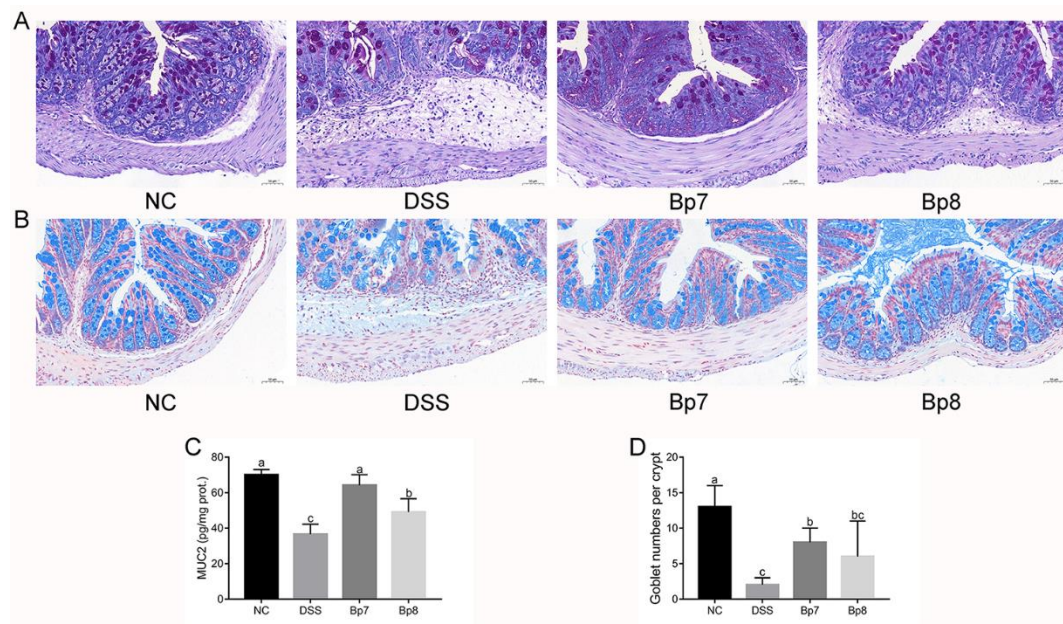 A
NC DSS Bp7 Bp8
B
NC DSS Bp7 Bp8
C
MUC2 (pg/mg prot.)
80
60
40
20
0
a
c
a
b
NC DSS Bp7 Bp8
D
Goblet numbers per crypt
20
15
10
5
0
a
c
b
bc
NC DSS Bp7 Bp8